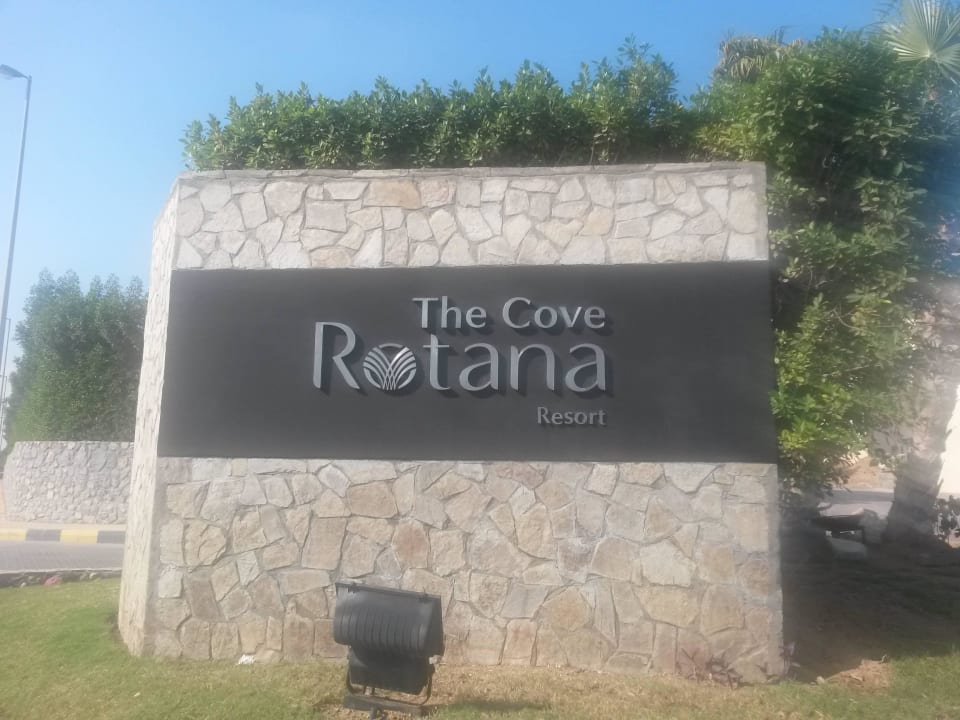 The Cove
Rotana
Resort